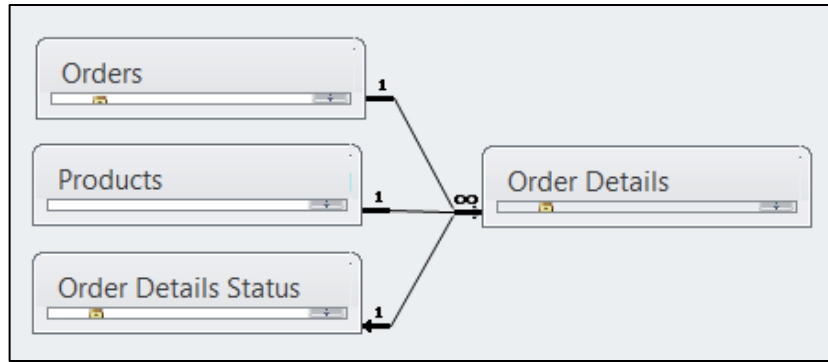 Orders
1
Products
1
∞
Order Details
Order Details Status
1